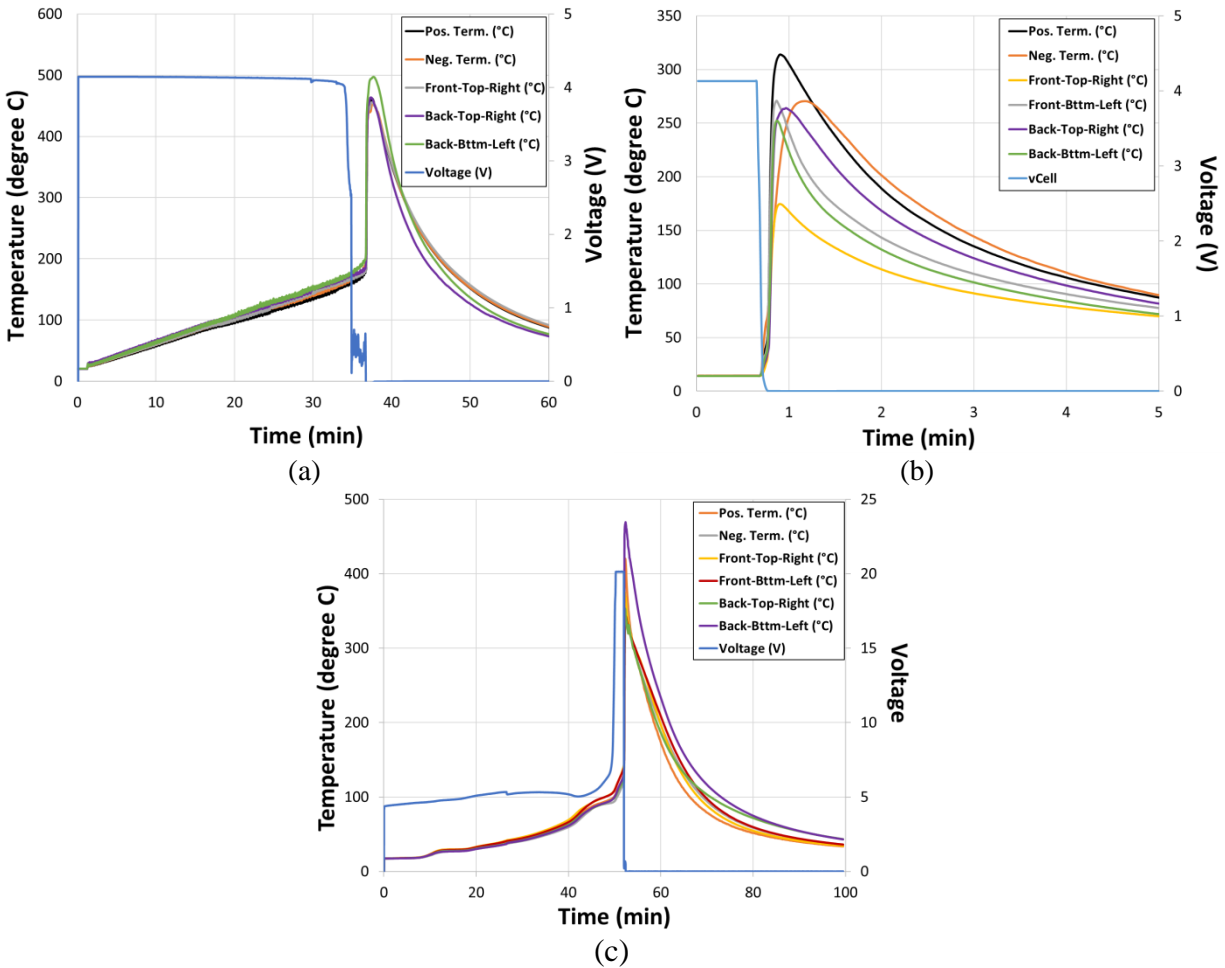 600
500
400
300
200
100
0
Temperature (degree C)
5
4
3
2
1
0
Voltage (V)
0 10 20 30 40 50 60
Time (min)
Pos. Term. (°C)
Neg. Term. (°C)
Front-Top-Right (°C)
Back-Top-Right (°C)
Back-Bttm-Left (°C)
Voltage (V)
(a)
350
300
250
200
150
100
50
0
Temperature (degree C)
5
4
3
2
1
0
Voltage (V)
0 1 2 3 4 5
Time (min)
Pos. Term. (°C)
Neg. Term. (°C)
Front-Top-Right (°C)
Front-Bttm-Left (°C)
Back-Top-Right (°C)
Back-Bttm-Left (°C)
vCell
(b)
500
400
300
200
100
0
Temperature (degree C)
25
20
15
10
5
0
Voltage
0 20 40 60 80 100
Time (min)
Pos. Term. (°C)
Neg. Term. (°C)
Front-Top-Right (°C)
Front-Bttm-Left (°C)
Back-Top-Right (°C)
Back-Bttm-Left (°C)
Voltage (V)
(c)